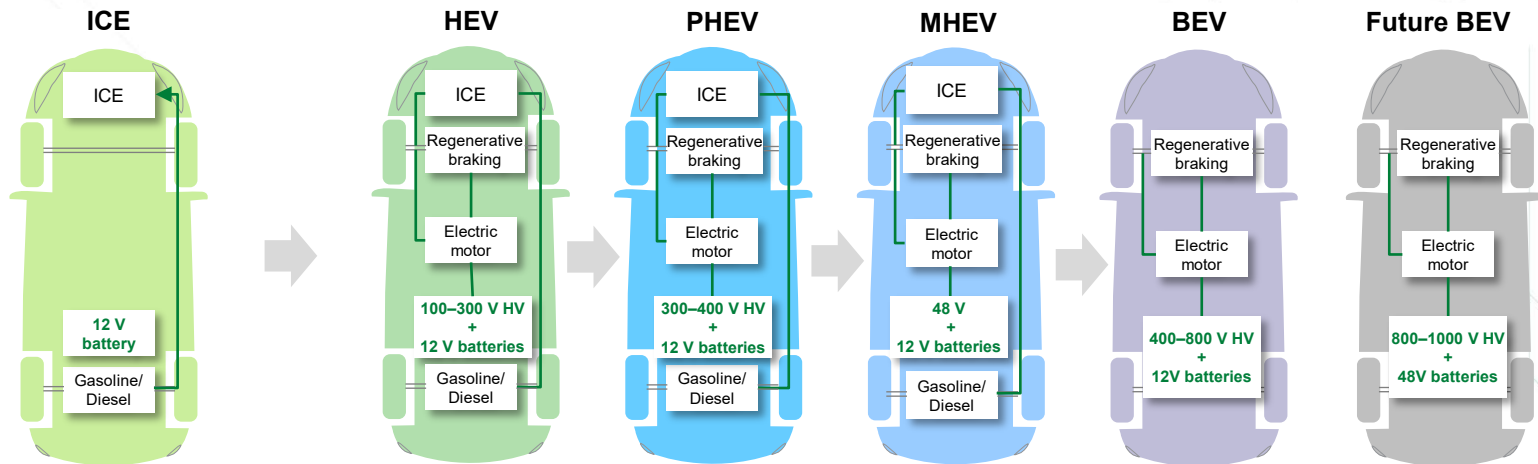 ICE
ICE
12 V
battery
Gasoline/
Diesel
HEV
ICE
Regenerative
braking
Electric
motor
100–300 V HV
+
12 V batteries
Gasoline/
Diesel
PHEV
ICE
Regenerative
braking
Electric
motor
300–400 V HV
+
12 V batteries
Gasoline/
Diesel
MHEV
ICE
Regenerative
braking
Electric
motor
48 V
+
12 V batteries
Gasoline/
Diesel
BEV
Regenerative
braking
Electric
motor
400–800 V HV
+
12V batteries
Future BEV
Regenerative
braking
Electric
motor
800–1000 V HV
+
48V batteries